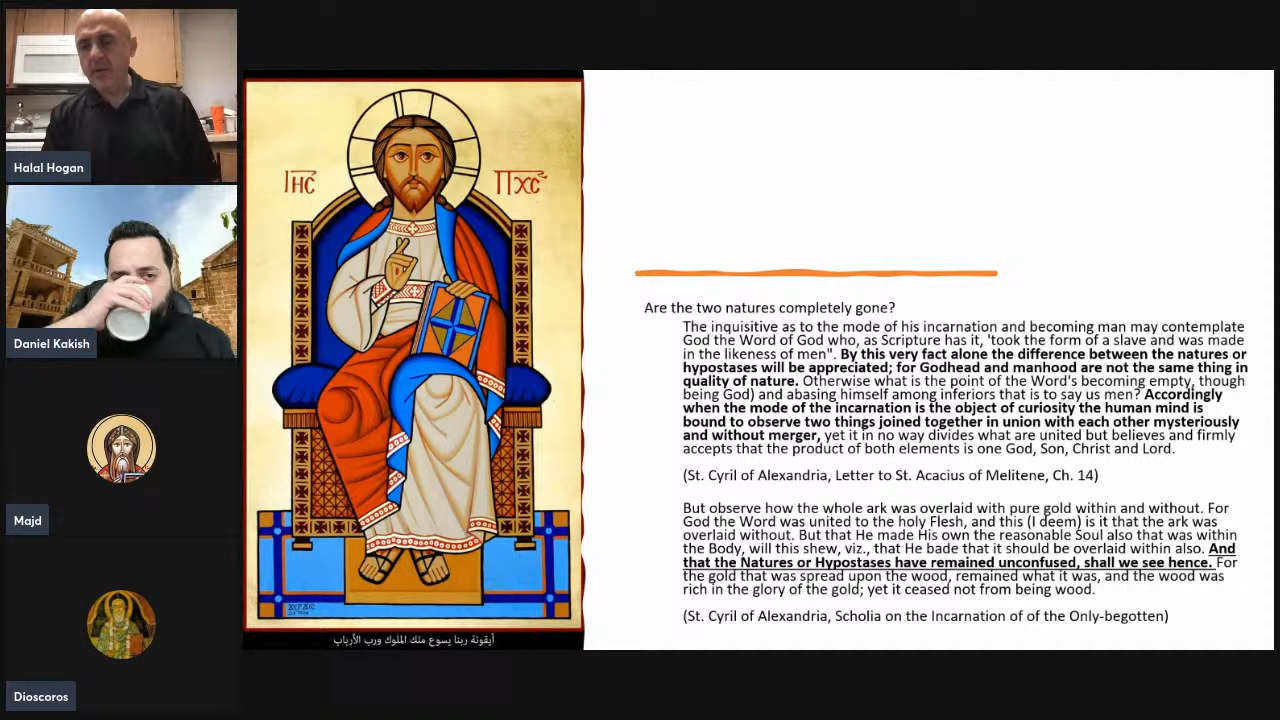 Halal Hogan
Daniel Kakish
Majd
Dioscoros
ⲒⲎⲤ
ⲠⲬⲤ
أيقونة ربنا يسوع ملك الملوك ورب الأرباب
Are the two natures completely gone?
The inquisitive as to the mode of his incarnation and becoming man may contemplate
God the Word of God who, as Scripture has it, 'took the form of a slave and was made
in the likeness of men". By this very fact alone the difference between the natures or
hypostases will be appreciated; for Godhead and manhood are not the same thing in
quality of nature. Otherwise what is the point of the Word's becoming empty, though
being God) and abasing himself among inferiors that is to say us men? Accordingly
when the mode of the incarnation is the object of curiosity the human mind is
bound to observe two things joined together in union with each other mysteriously
and without merger, yet it in no way divides what are united but believes and firmly
accepts that the product of both elements is one God, Son, Christ and Lord.
(St. Cyril of Alexandria, Letter to St. Acacius of Melitene, Ch. 14)
But observe how the whole ark was overlaid with pure gold within and without. For
God the Word was united to the holy Flesh, and this (I deem) is it that the ark was
overlaid without. But that He made His own the reasonable Soul also that was within
the Body, will this shew, viz., that He bade that it should be overlaid within also. And
that the Natures or Hypostases have remained unconfused, shall we see hence. For
the gold that was spread upon the wood, remained what it was, and the wood was
rich in the glory of the gold; yet it ceased not from being wood.
(St. Cyril of Alexandria, Scholia on the Incarnation of of the Only-begotten)